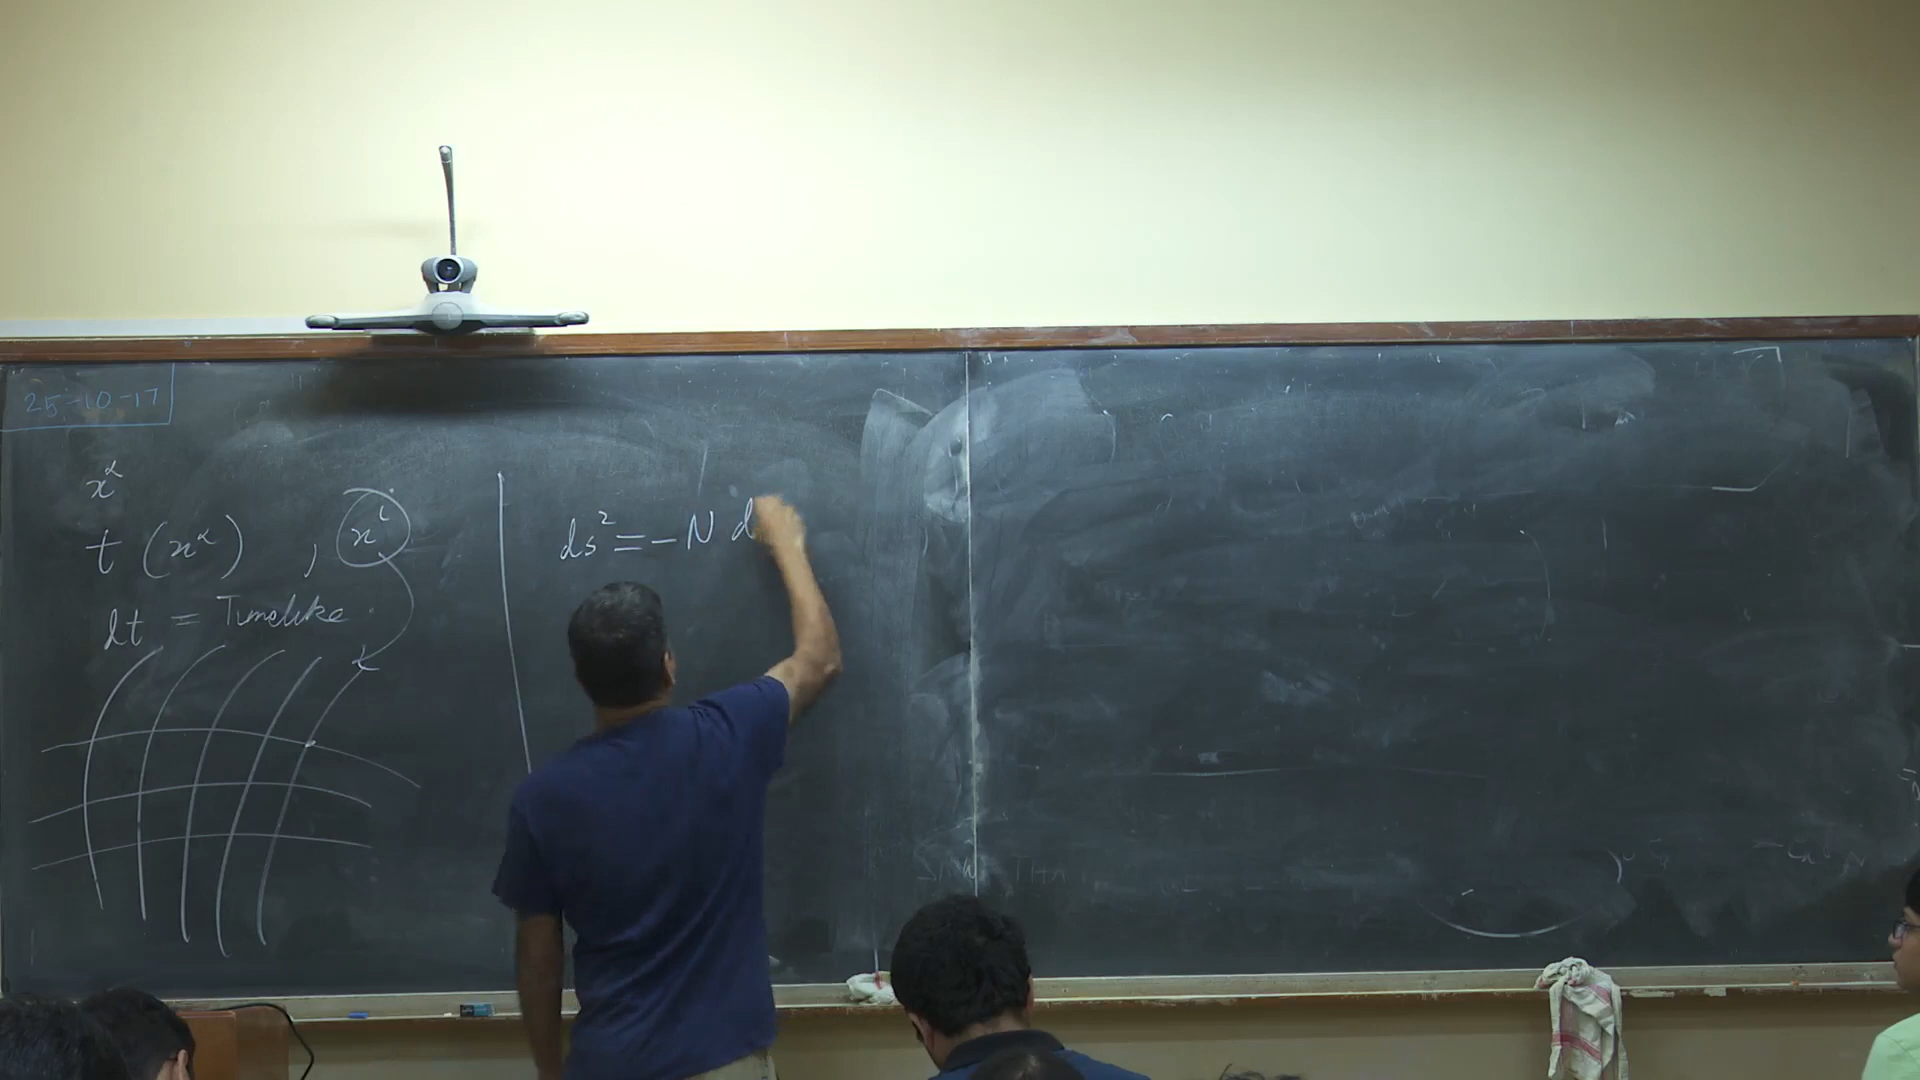 25-10-17
x^α
t (x^α) , x^i
dt = Timelike
ds² = -N d